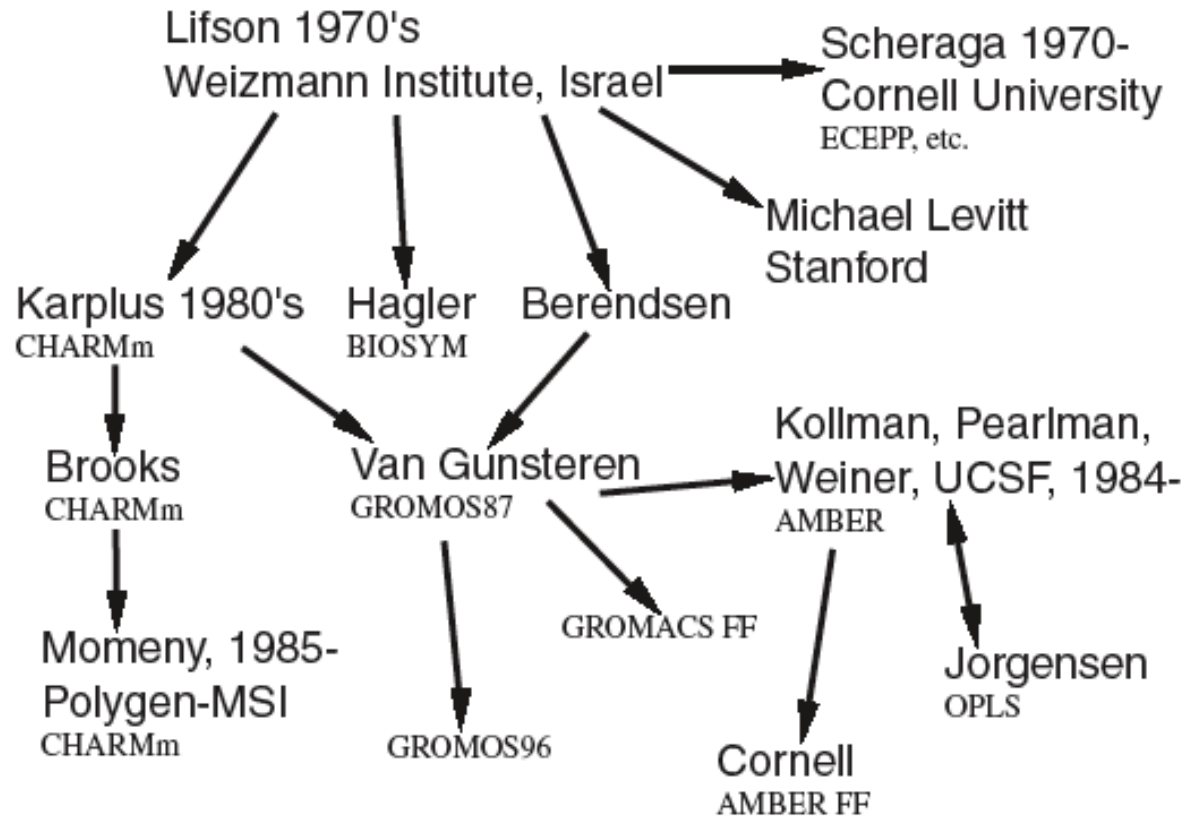 Lifson 1970's
Weizmann Institute, Israel
Scheraga 1970-
Cornell University
ECEPP, etc.
Michael Levitt
Stanford
Karplus 1980's
CHARMm
Hagler
BIOSYM
Berendsen
Brooks
CHARMm
Van Gunsteren
GROMOS87
Kollman, Pearlman,
Weiner, UCSF, 1984-
AMBER
Momeny, 1985-
Polygen-MSI
CHARMm
GROMOS96
GROMACS FF
Jorgensen
OPLS
Cornell
AMBER FF